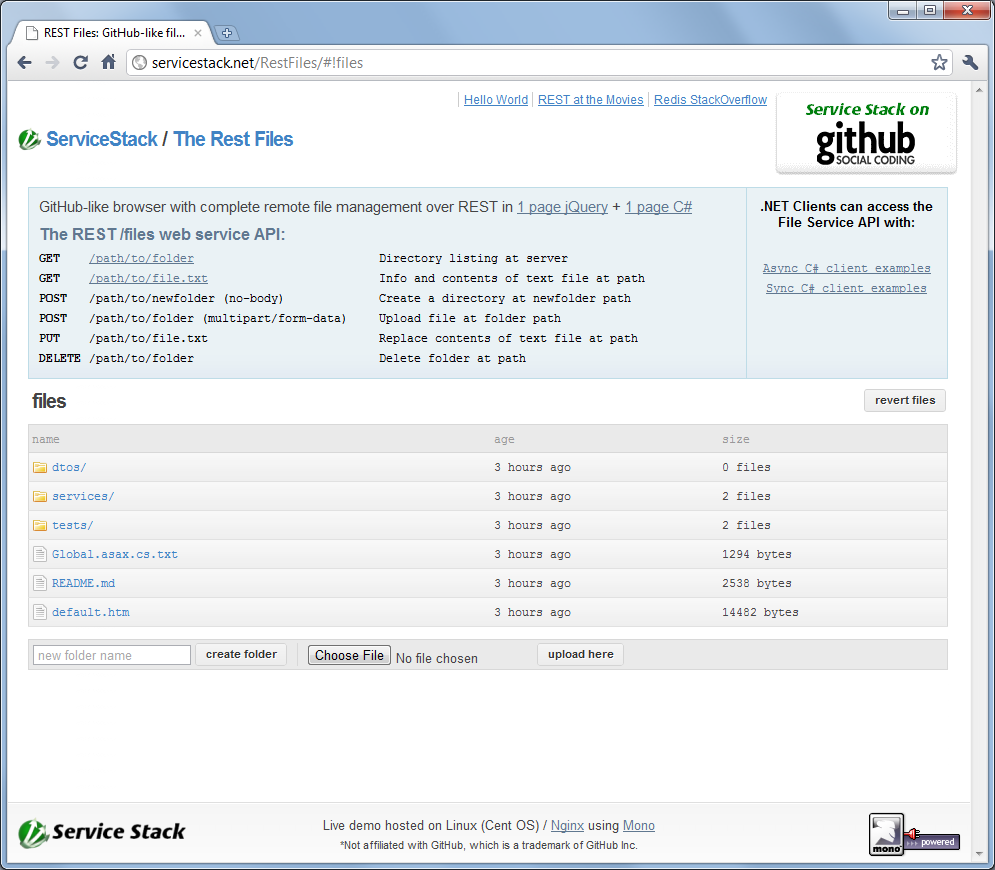 REST Files: GitHub-like fil...
servicestack.net/RestFiles/#!files
Hello World REST at the Movies Redis StackOverflow
Service Stack on
github
SOCIAL CODING
ServiceStack / The Rest Files
GitHub-like browser with complete remote file management over REST in 1 page jQuery + 1 page C#
The REST /files web service API:
GET /path/to/folder Directory listing at server
GET /path/to/file.txt Info and contents of text file at path
POST /path/to/newfolder (no-body) Create a directory at newfolder path
POST /path/to/folder (multipart/form-data) Upload file at folder path
PUT /path/to/file.txt Replace contents of text file at path
DELETE /path/to/folder Delete folder at path
.NET Clients can access the
File Service API with:
Async C# client examples
Sync C# client examples
files
revert files
name age size
dtos/ 3 hours ago 0 files
services/ 3 hours ago 2 files
tests/ 3 hours ago 2 files
Global.asax.cs.txt 3 hours ago 1294 bytes
README.md 3 hours ago 2538 bytes
default.htm 3 hours ago 14482 bytes
new folder name create folder Choose File No file chosen upload here
Service Stack
Live demo hosted on Linux (Cent OS) / Nginx using Mono
*Not affiliated with GitHub, which is a trademark of GitHub Inc.
mono powered